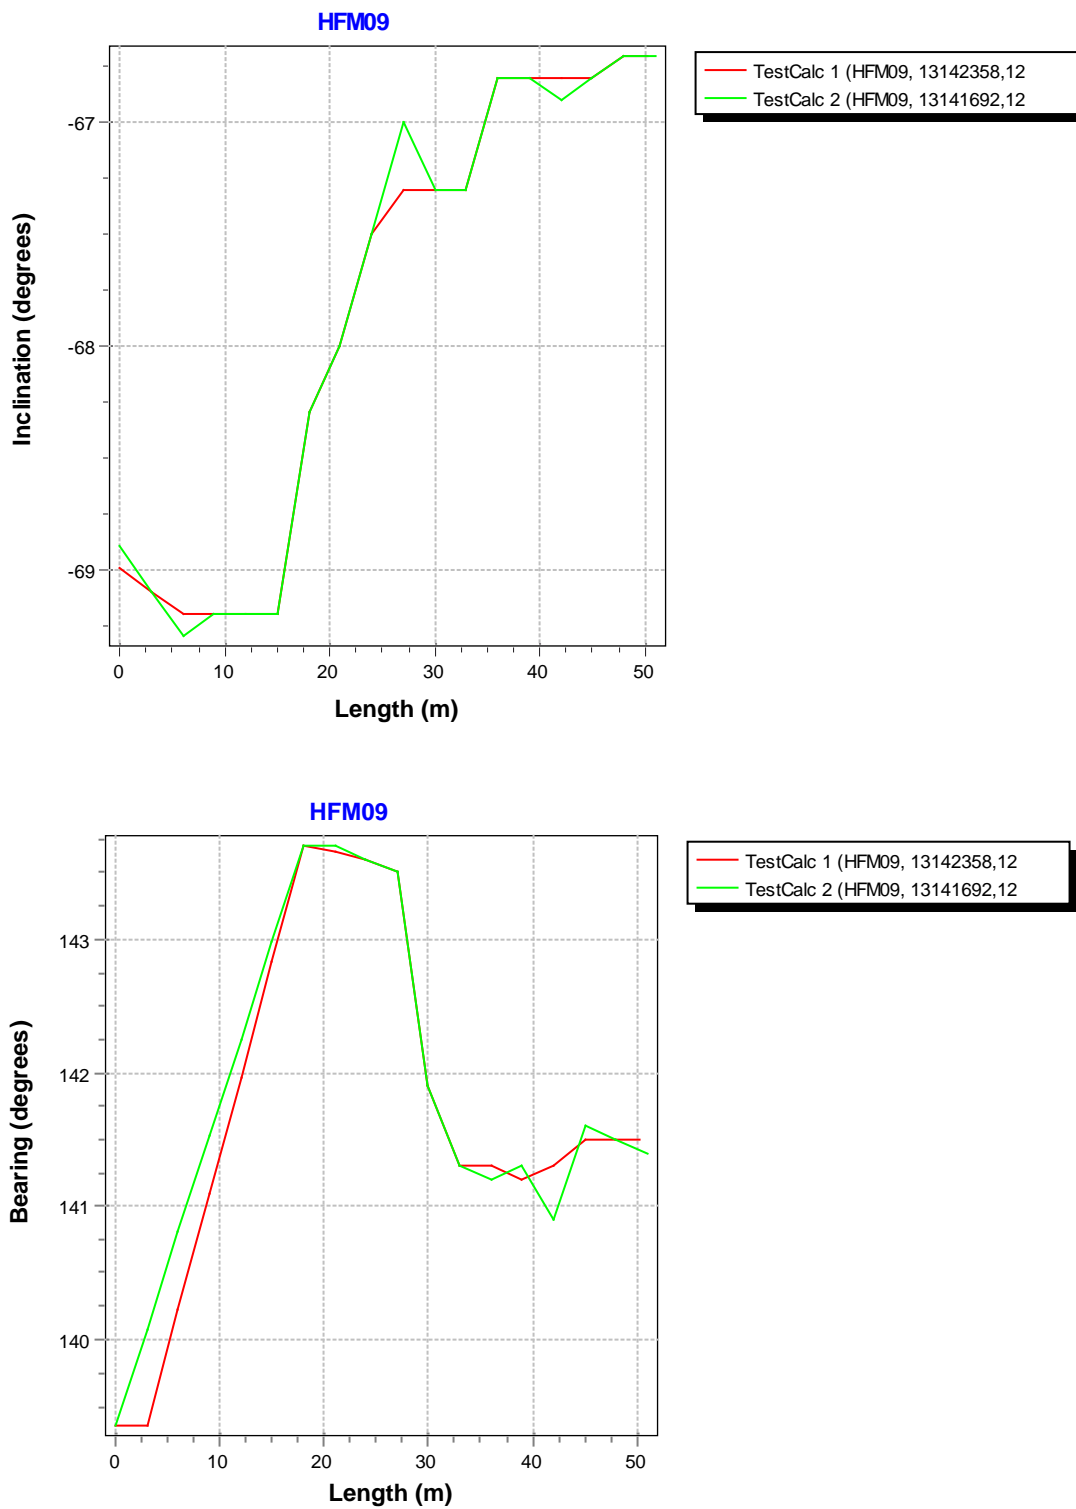 HFM09
TestCalc 1 (HFM09, 13142358,12
TestCalc 2 (HFM09, 13141692,12
-67
-68
-69
Inclination (degrees)
0 10 20 30 40 50
Length (m)
HFM09
TestCalc 1 (HFM09, 13142358,12
TestCalc 2 (HFM09, 13141692,12
143
142
141
140
Bearing (degrees)
0 10 20 30 40 50
Length (m)